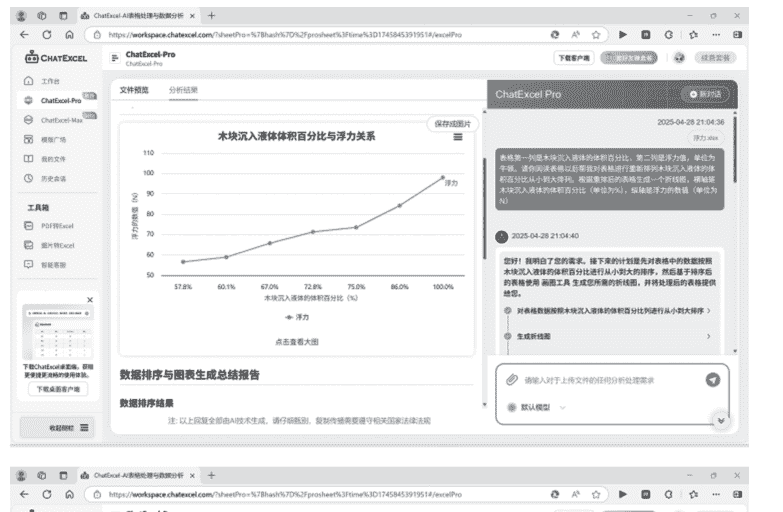 ChatExcel-AI表格处理与数据分析 × +
https://workspace.chatexcel.com/?sheetPro=%7Bhash%7D%2Fprosheet%3Ftime%3D1745845391951#/excelPro
CHATEXCEL
ChatExcel-Pro
ChatExcel-Pro
下载客户端
续费套餐
工作台
ChatExcel-Pro
ChatExcel-Max
模板广场
我的文件
历史会话
工具箱
PDF转Excel
图片转Excel
智能客服
下载ChatExcel桌面端，获得
更便捷更流畅的使用体验。
下载桌面客户端
收起侧栏
文件预览 分析结果
保存成图片
木块沉入液体体积百分比与浮力关系
浮力的数值（N）
110
100
90
80
70
60
50
浮力
57.8% 60.1% 67.0% 72.8% 75.0% 86.0% 100.0%
木块沉入液体的体积百分比（%）
浮力
点击查看大图
数据排序与图表生成总结报告
数据排序结果
注: 以上回复全部由AI技术生成，请仔细甄别，复制传播需要遵守相关国家法律法规
ChatExcel Pro
新对话
2025-04-28 21:04:36
浮力.xlsx
表格第一列是木块沉入液体的体积百分比，第二列是浮力值，单位为
牛顿。请你阅读表格以后帮我对表格进行重新排列木块沉入液体的体
积百分比从小到大排列。根据重排后的表格生成一个折线图，横轴是
木块沉入液体的体积百分比（单位为%），纵轴是浮力的数值（单位为
N）
2025-04-28 21:04:40
您好！我明白了您的需求。接下来的计划是先对表格中的数据按照
木块沉入液体的体积百分比进行从小到大的排序，然后基于排序后
的表格使用 画图工具 生成您所需的折线图，并将处理后的表格提供
给您。
对表格数据按照木块沉入液体的体积百分比列进行从小到大排序
生成折线图
请输入对于上传文件的任何分析处理需求
默认模型
ChatExcel-AI表格处理与数据分析 × +
https://workspace.chatexcel.com/?sheetPro=%7Bhash%7D%2Fprosheet%3Ftime%3D1745845391951#/excelPro